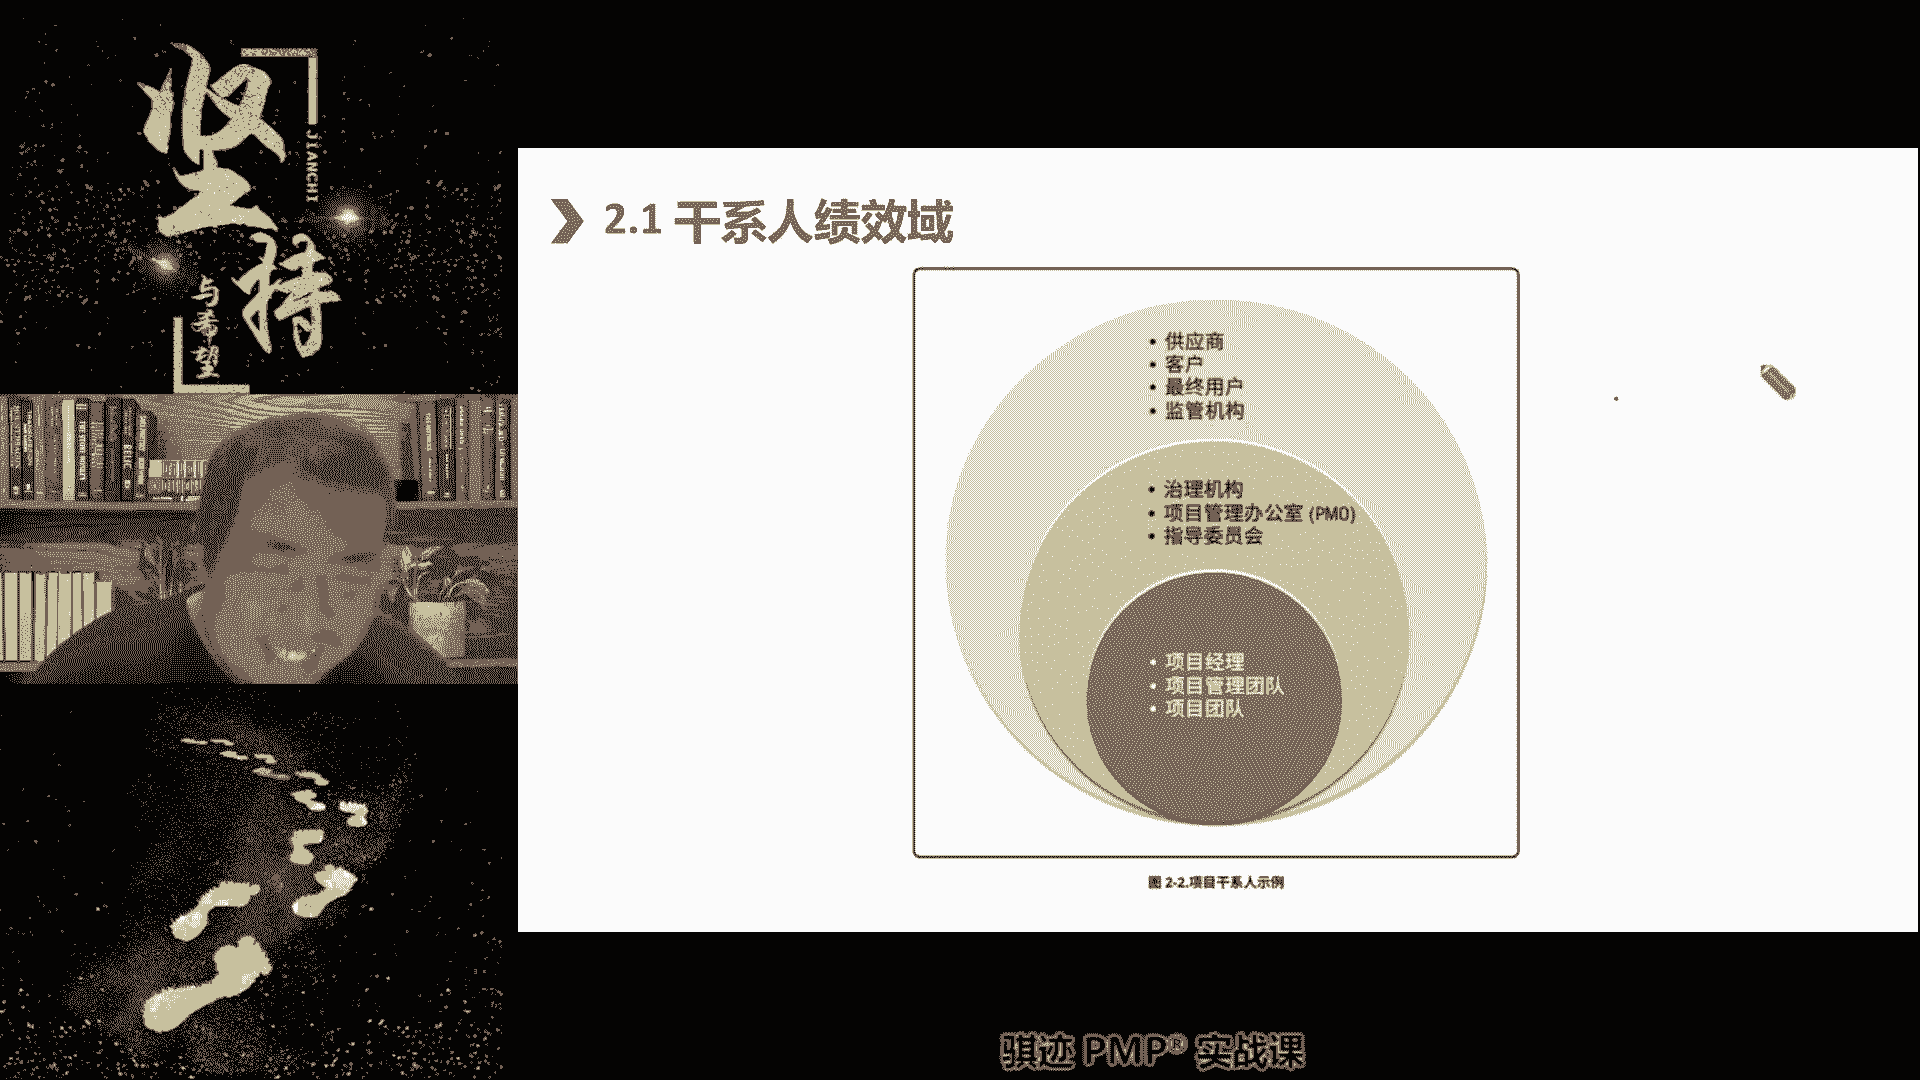 坚持
JIANCHI
与希望
2.1 干系人绩效域
• 供应商
• 客户
• 最终用户
• 监管机构
• 治理机构
• 项目管理办公室 (PMO)
• 指导委员会
• 项目经理
• 项目管理团队
• 项目团队
图 2-2.项目干系人示例
骐迹 PMP® 实战课